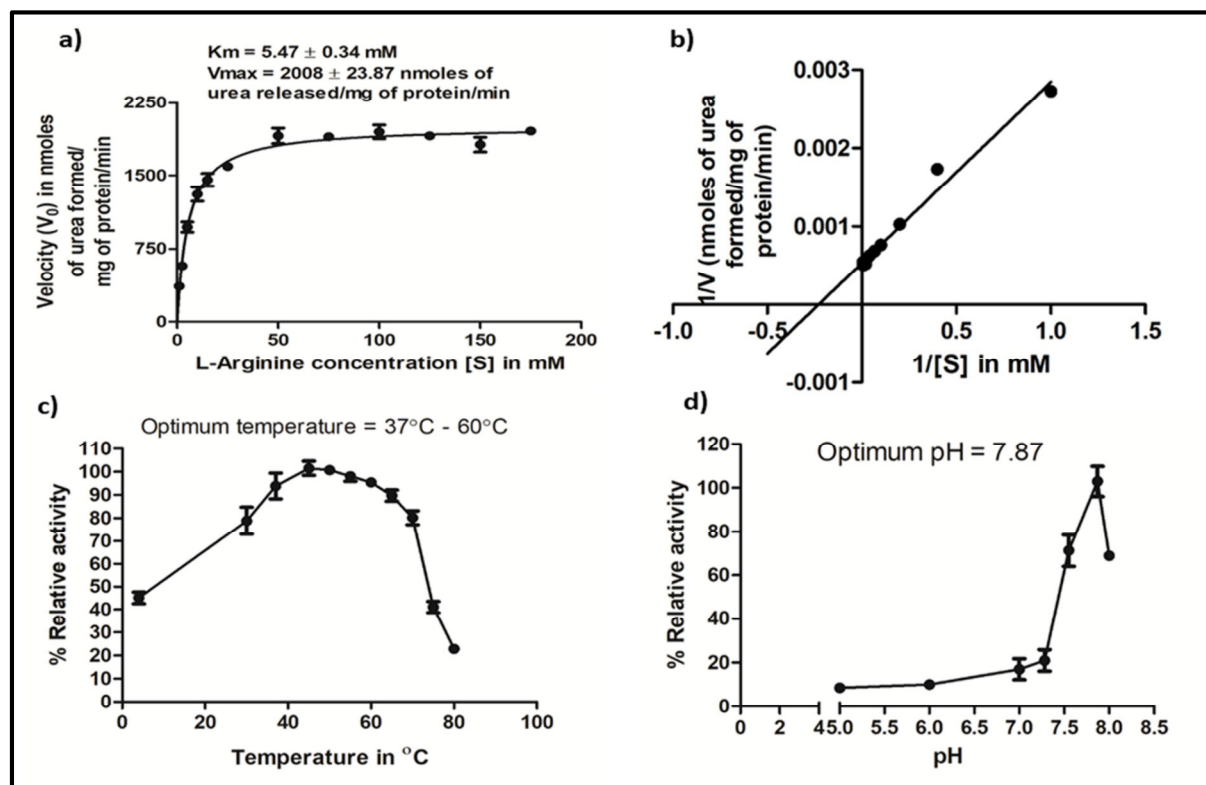 a)
Km = 5.47 ± 0.34 mM
Vmax = 2008 ± 23.87 nmoles of
urea released/mg of protein/min
2250
1500
750
0
0 50 100 150 200
Velocity (V0) in nmoles
of urea formed/
mg of protein/min
L-Arginine concentration [S] in mM
b)
0.003
0.002
0.001
-0.001
-1.0 -0.5 0.5 1.0 1.5
1/V (nmoles of urea
formed/mg of
protein/min)
1/[S] in mM
c)
Optimum temperature = 37°C - 60°C
110
100
90
80
70
60
50
40
30
20
10
0
0 20 40 60 80 100
% Relative activity
Temperature in °C
d)
Optimum pH = 7.87
120
100
80
60
40
20
0
0 2 4 5.0 5.5 6.0 6.5 7.0 7.5 8.0 8.5
% Relative activity
pH